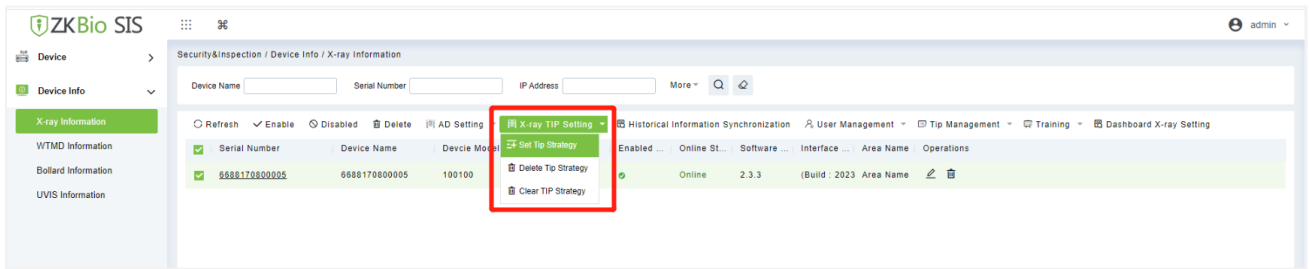 ZKBio SIS
admin
Device
Security&Inspection / Device Info / X-ray Information
Device Info
Device Name Serial Number IP Address More
X-ray Information
Refresh Enable Disabled Delete AD Setting X-ray TIP Setting Historical Information Synchronization User Management Tip Management Training Dashboard X-ray Setting
WTMD Information
Serial Number Device Name Devcie Model Set Tip Strategy Enabled ... Online St... Software ... Interface ... Area Name Operations
Bollard Information
6688170800005 6688170800005 100100 Delete Tip Strategy Online 2.3.3 (Build : 2023 Area Name
UVIS Information
Clear TIP Strategy